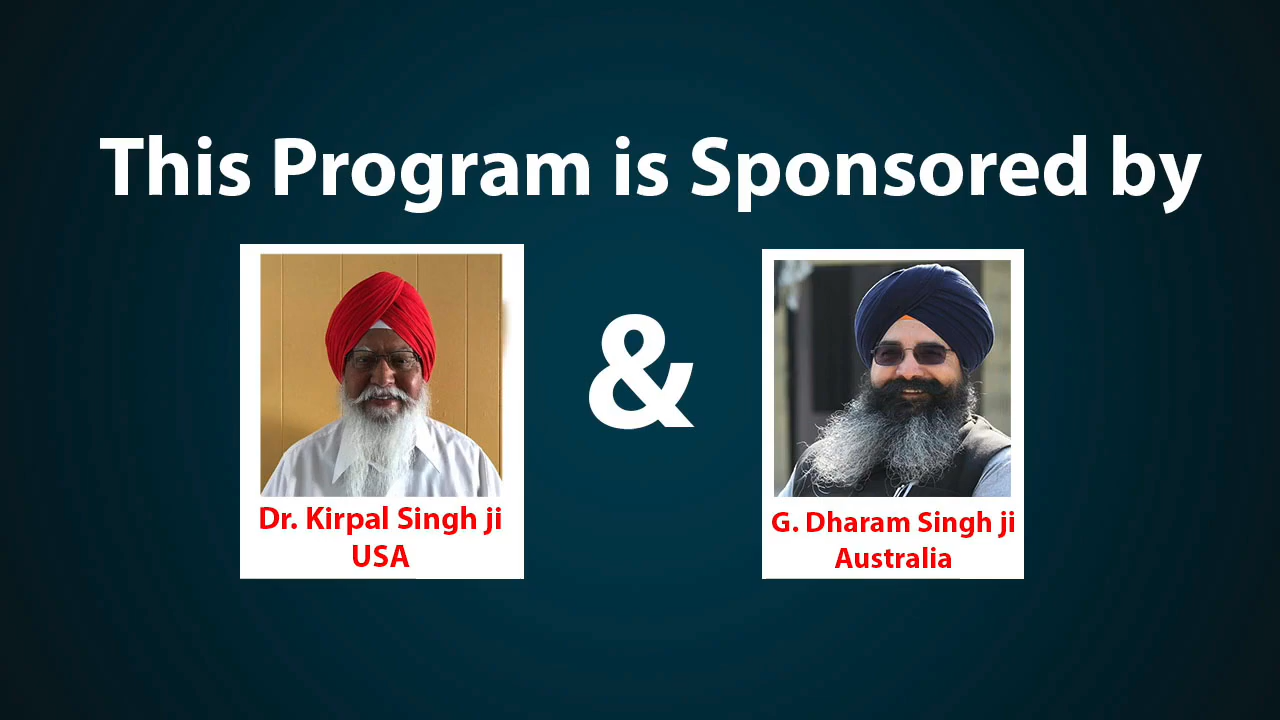 This Program is Sponsored by
&
Dr. Kirpal Singh ji
USA
G. Dharam Singh ji
Australia